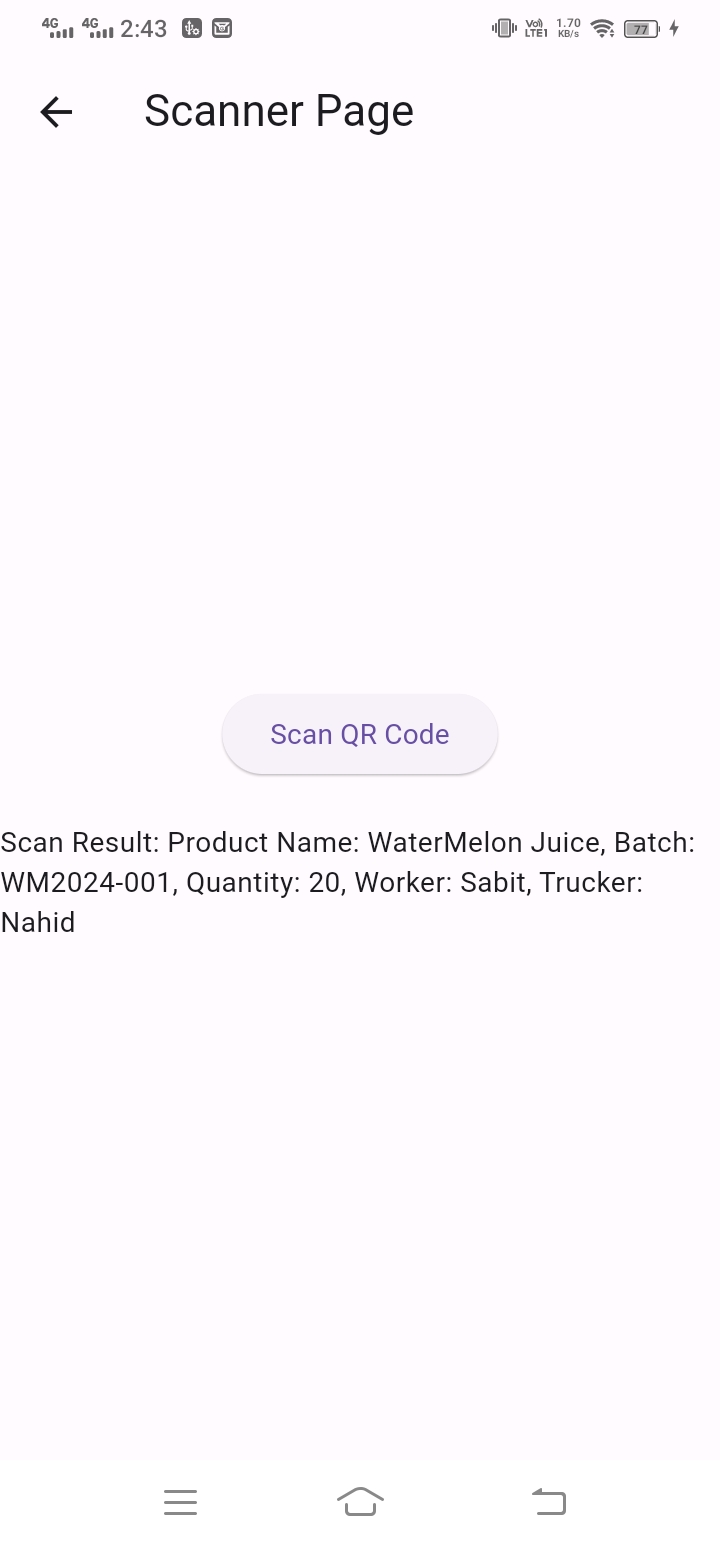 4G 4G 2:43 Vo) LTE1 1.70 KB/s 77
Scanner Page
Scan QR Code
Scan Result: Product Name: WaterMelon Juice, Batch:
WM2024-001, Quantity: 20, Worker: Sabit, Trucker:
Nahid